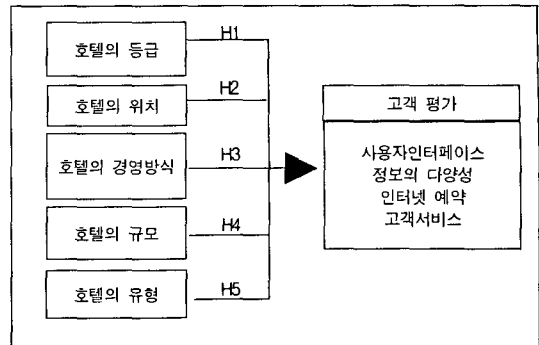 호텔의 등급
H1
호텔의 위치
H2
호텔의 경영방식
H3
호텔의 규모
H4
호텔의 유형
H5
고객 평가
사용자인터페이스
정보의 다양성
인터넷 예약
고객서비스